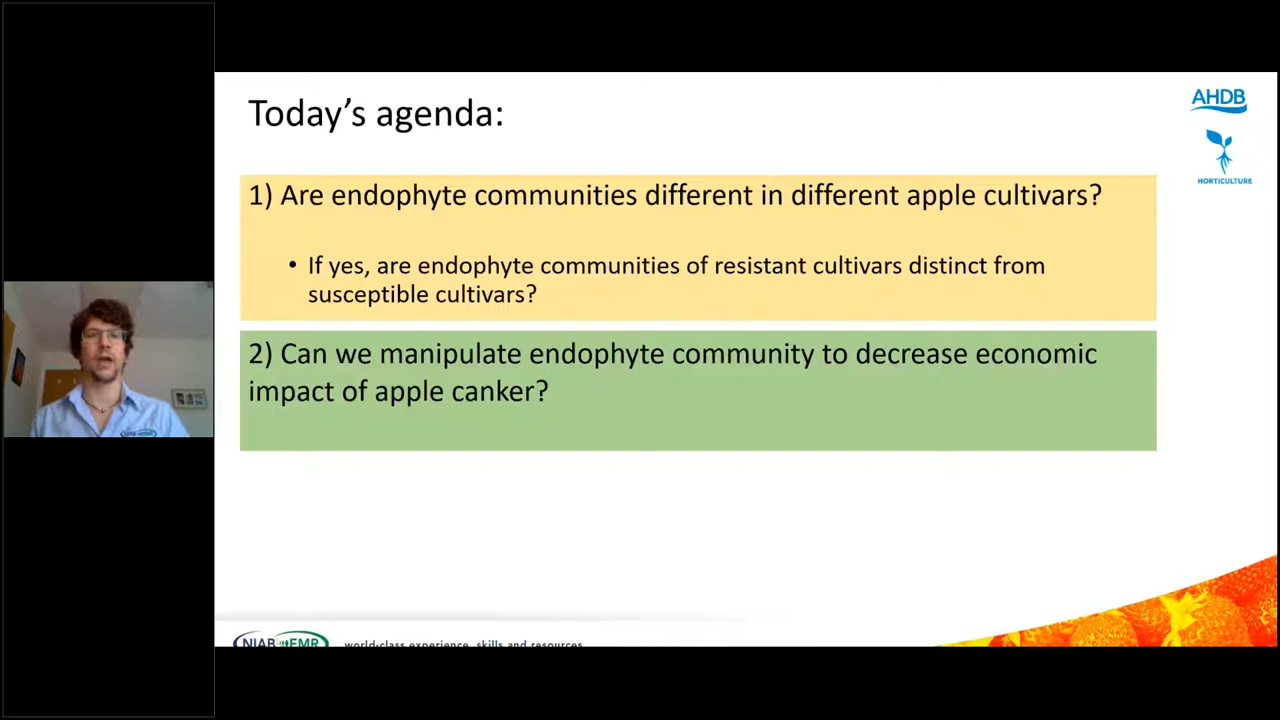 Today's agenda:
AHDB
HORTICULTURE
1) Are endophyte communities different in different apple cultivars?
• If yes, are endophyte communities of resistant cultivars distinct from
susceptible cultivars?
2) Can we manipulate endophyte community to decrease economic
impact of apple canker?
NIAB EMR
world-class experience, skills and resources